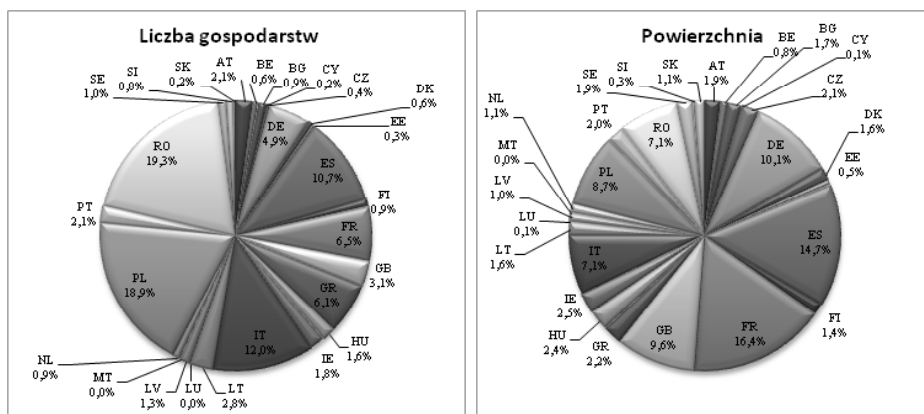 Liczba gospodarstw
AT
2,1%
BE
0,6%
BG
0,9%
CY
0,2%
CZ
0,4%
DE
4,9%
DK
0,6%
EE
0,3%
ES
10,7%
FI
0,9%
FR
6,5%
GB
3,1%
GR
6,1%
HU
1,6%
IE
1,8%
IT
12,0%
LT
2,8%
LU
0,0%
LV
1,3%
MT
0,0%
NL
0,9%
PL
18,9%
PT
2,1%
RO
19,3%
SE
1,0%
SI
0,0%
SK
0,2%
Powierzchnia
AT
1,9%
BE
0,8%
BG
1,7%
CY
0,1%
CZ
2,1%
DE
10,1%
DK
1,6%
EE
0,5%
ES
14,7%
FI
1,4%
FR
16,4%
GB
9,6%
GR
2,2%
HU
2,4%
IE
2,5%
IT
7,1%
LT
1,6%
LU
0,1%
LV
1,0%
MT
0,0%
NL
1,1%
PL
8,7%
PT
2,0%
RO
7,1%
SE
1,9%
SI
0,3%
SK
1,1%